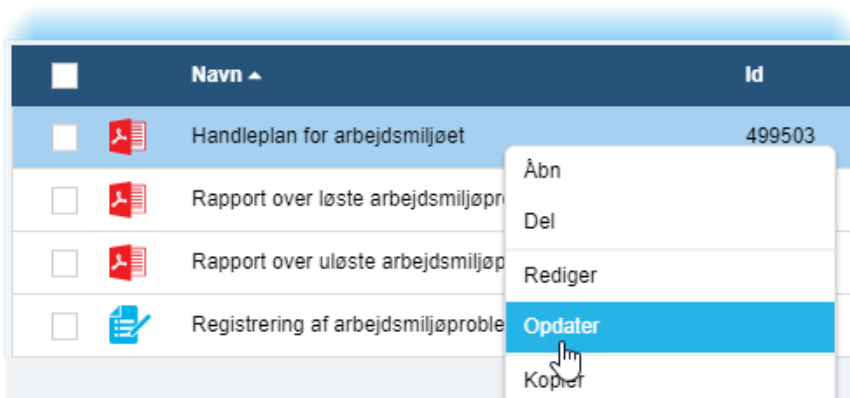 Navn Id
Handleplan for arbejdsmiljøet 499503
Åbn
Rapport over løste arbejdsmiljøpr
Del
Rapport over uløste arbejdsmiljøp
Rediger
Registrering af arbejdsmiljøproble
Opdater
Kopier